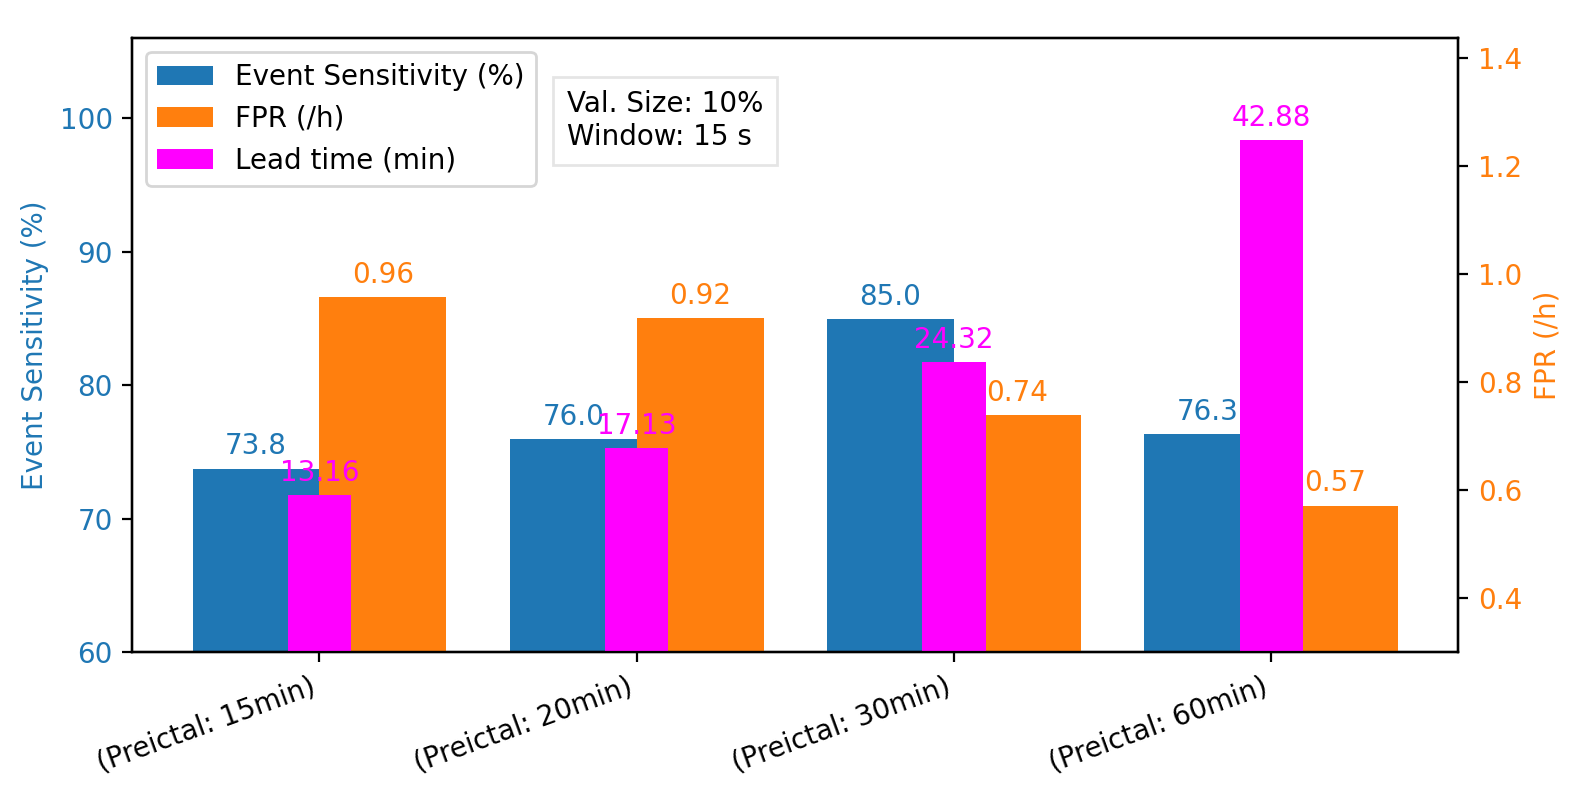 Event Sensitivity (%)
FPR (/h)
Lead time (min)
Val. Size: 10%
Window: 15 s
Event Sensitivity (%)
100
90
80
70
60
1.4
1.2
1.0
0.8
0.6
0.4
FPR (/h)
73.8
13.16
0.96
76.0
17.13
0.92
85.0
24.32
0.74
76.3
42.88
0.57
(Preictal: 15min)
(Preictal: 20min)
(Preictal: 30min)
(Preictal: 60min)